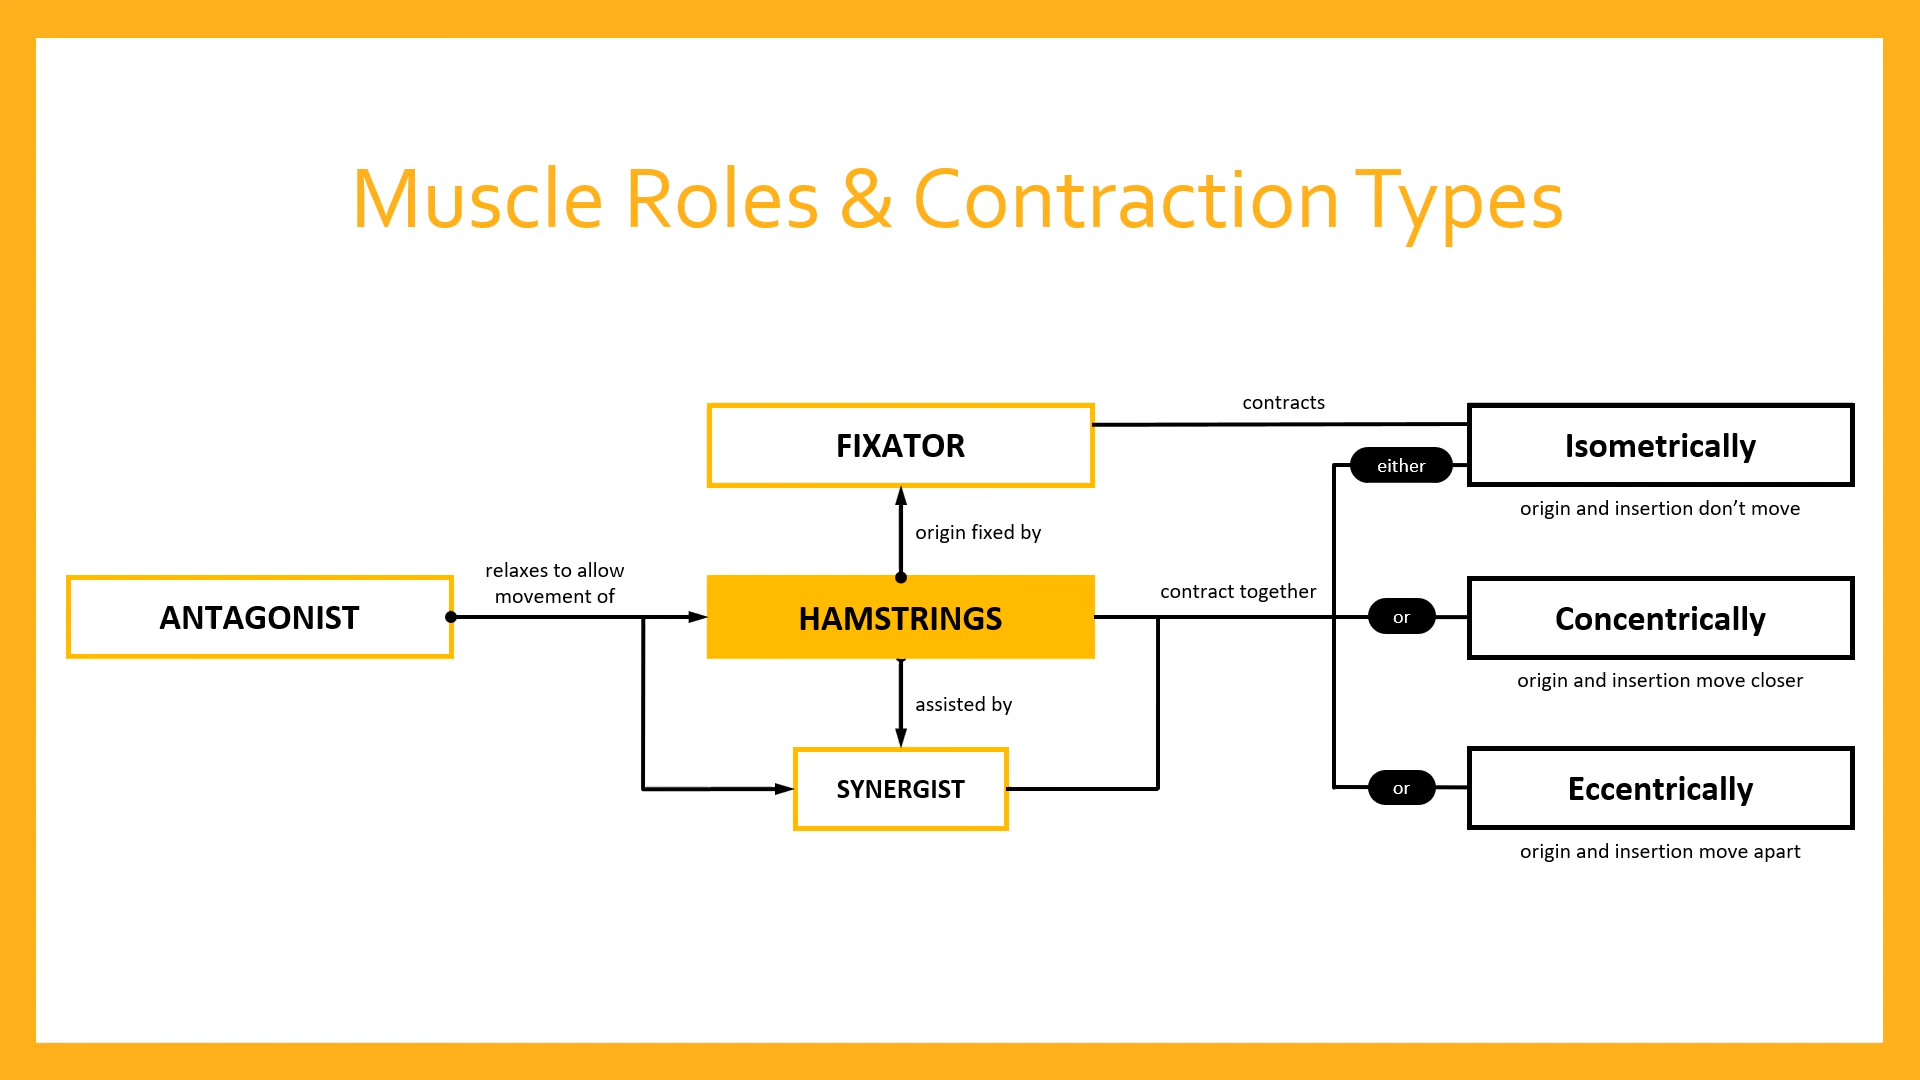 Muscle Roles & Contraction Types
contracts
FIXATOR
Isometrically
either
origin and insertion don’t move
origin fixed by
relaxes to allow
movement of
contract together
ANTAGONIST
HAMSTRINGS
or
Concentrically
origin and insertion move closer
assisted by
SYNERGIST
or
Eccentrically
origin and insertion move apart